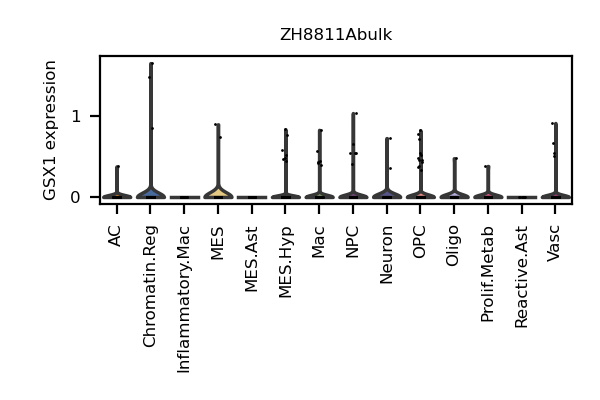 ZH8811Abulk
GSX1 expression
1
0
AC
Chromatin.Reg
Inflammatory.Mac
MES
MES.Ast
MES.Hyp
Mac
NPC
Neuron
OPC
Oligo
Prolif.Metab
Reactive.Ast
Vasc